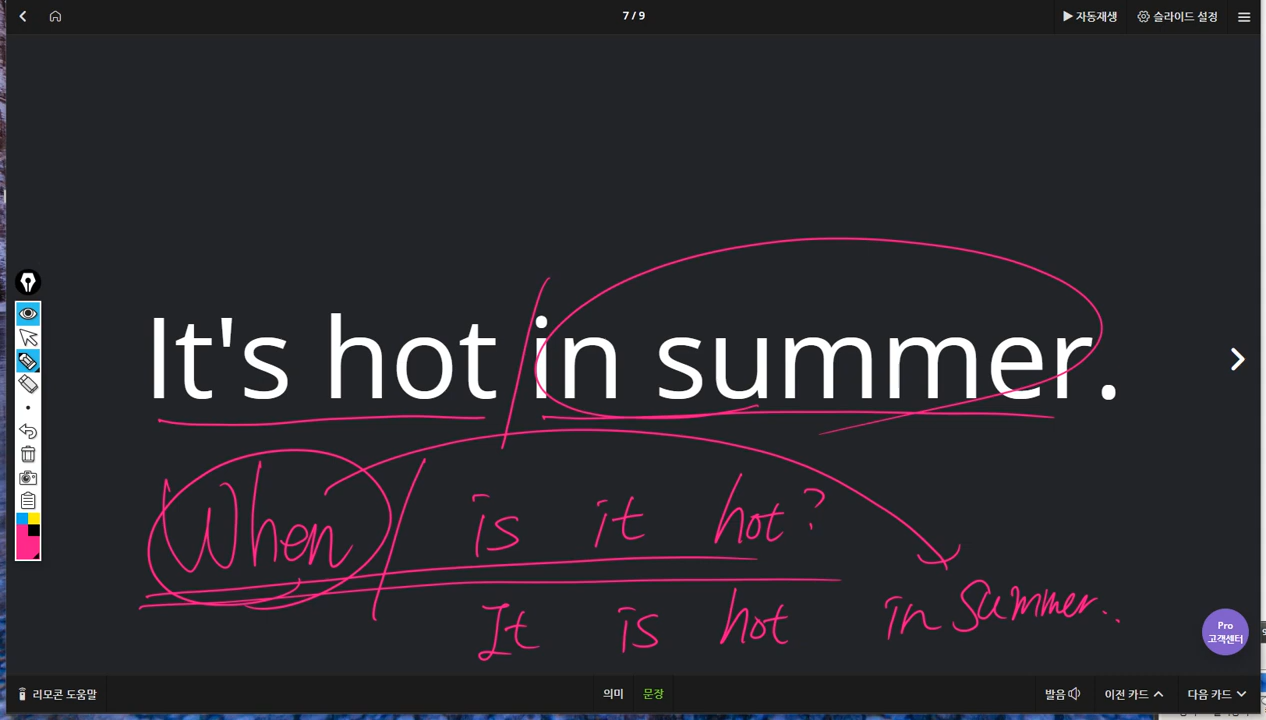 7 / 9
자동재생
슬라이드 설정
It's hot in summer.
When is it hot?
It is hot in summer..
Pro
고객센터
리모콘 도움말
의미
문장
발음
이전 카드
다음 카드